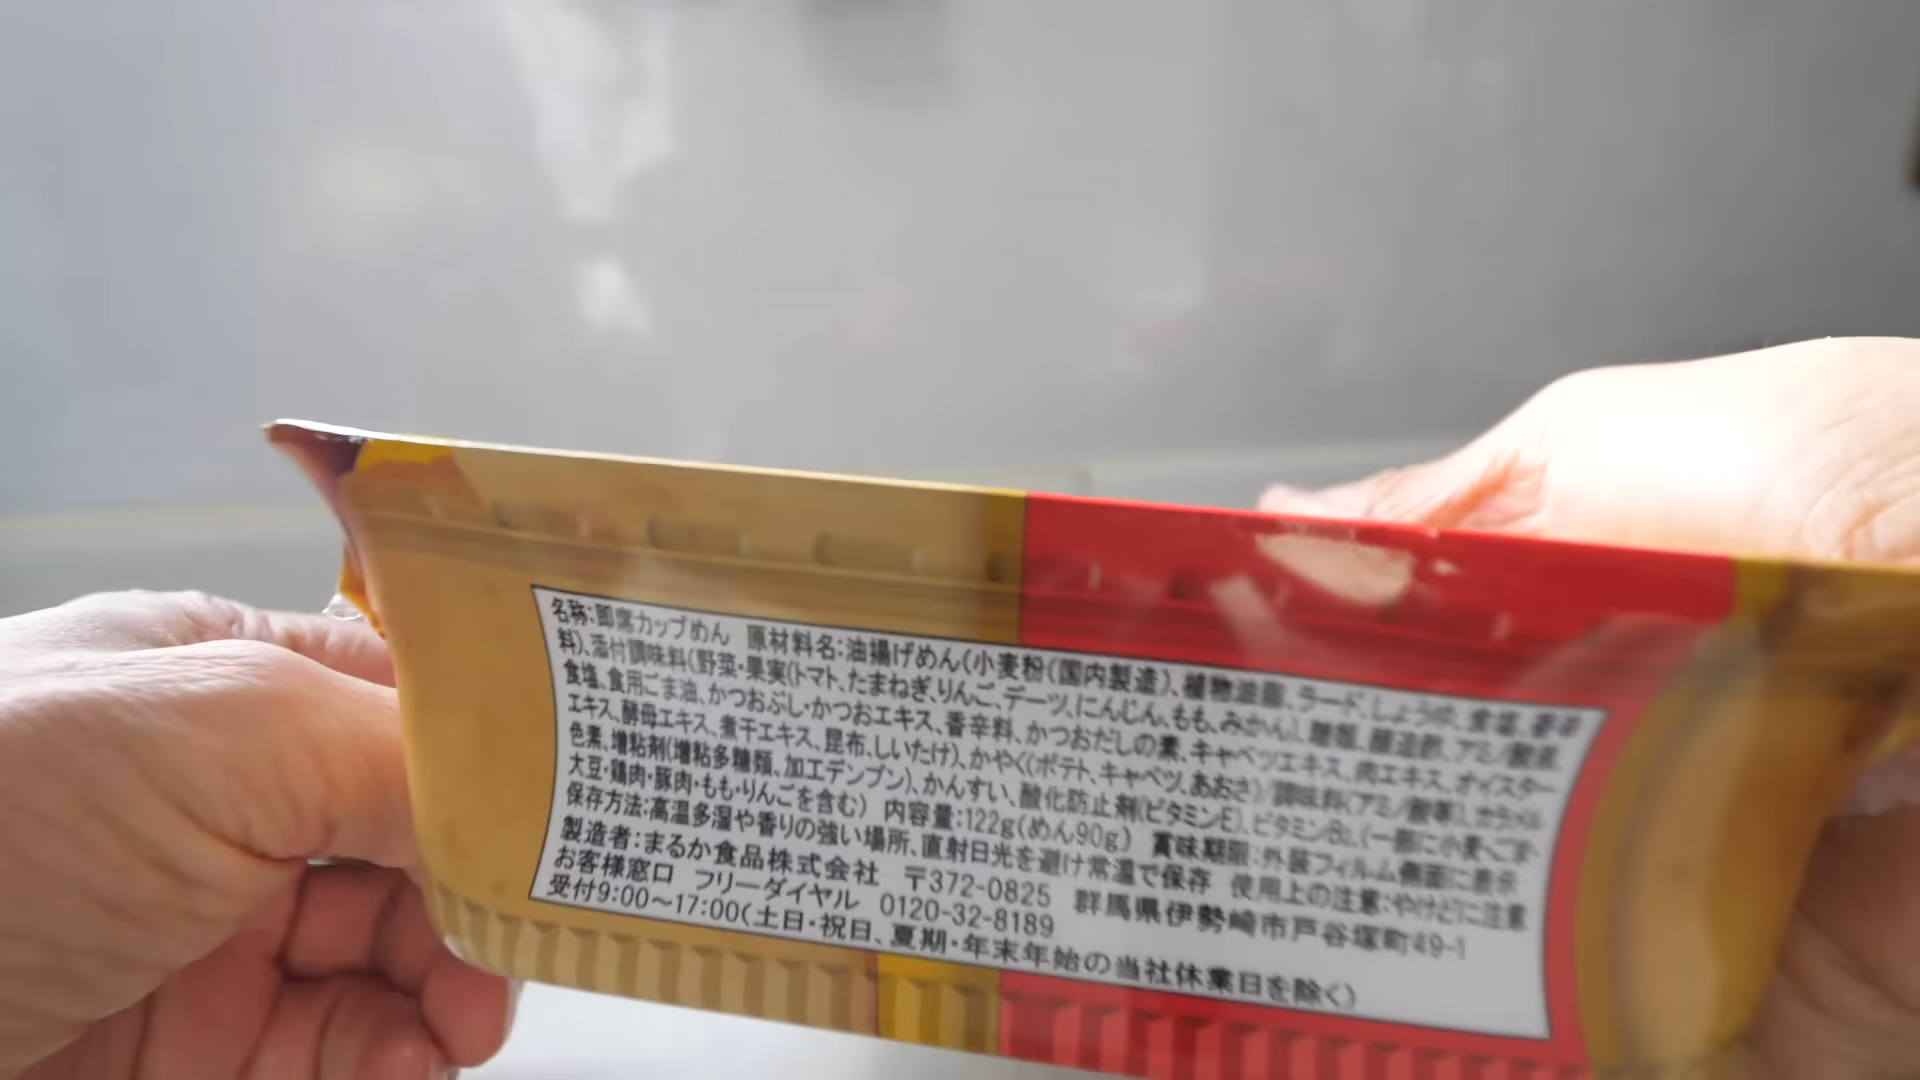 名称:即席カップめん 原材料名:油揚げめん(小麦粉(国内製造)、植物油脂、ラード、しょうゆ、食塩、香辛
料)、添付調味料(野菜・果実(トマト、たまねぎ、りんご、デーツ、にんじん、もも、みかん)、糖類、醸造酢、アミノ酸液、
食塩、食用ごま油、かつおぶし・かつおエキス、香辛料、かつおだしの素、キャベツエキス、肉エキス、オイスター
エキス、酵母エキス、煮干エキス、昆布、しいたけ)、かやく(ポテト、キャベツ、あおさ)/調味料(アミノ酸等)、カラメル
色素、増粘剤(増粘多糖類、加工デンプン)、かんすい、酸化防止剤(ビタミンE)、ビタミンB₂、(一部に小麦・ごま・
大豆・鶏肉・豚肉・もも・りんごを含む) 内容量:122g(めん90g) 賞味期限:外装フィルム側面に表示
保存方法:高温多湿や香りの強い場所、直射日光を避け常温で保存 使用上の注意:やけどに注意
製造者:まるか食品株式会社 〒372-0825 群馬県伊勢崎市戸谷塚町49-1
お客様窓口 フリーダイヤル 0120-32-8189
受付9:00～17:00(土日・祝日、夏期・年末年始の当社休業日を除く)